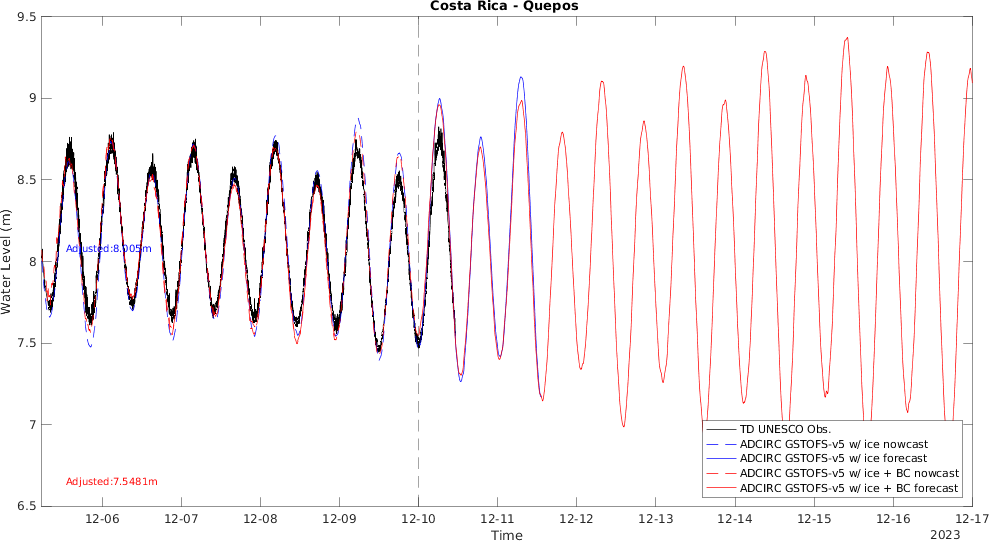 Costa Rica - Quepos
9.5
9
8.5
8
7.5
7
6.5
Water Level (m)
Adjusted:8.005m
Adjusted:7.5481m
TD UNESCO Obs.
ADCIRC GSTOFS-v5 w/ ice nowcast
ADCIRC GSTOFS-v5 w/ ice forecast
ADCIRC GSTOFS-v5 w/ ice + BC nowcast
ADCIRC GSTOFS-v5 w/ ice + BC forecast
12-06 12-07 12-08 12-09 12-10 12-11 12-12 12-13 12-14 12-15 12-16 12-17
Time
2023